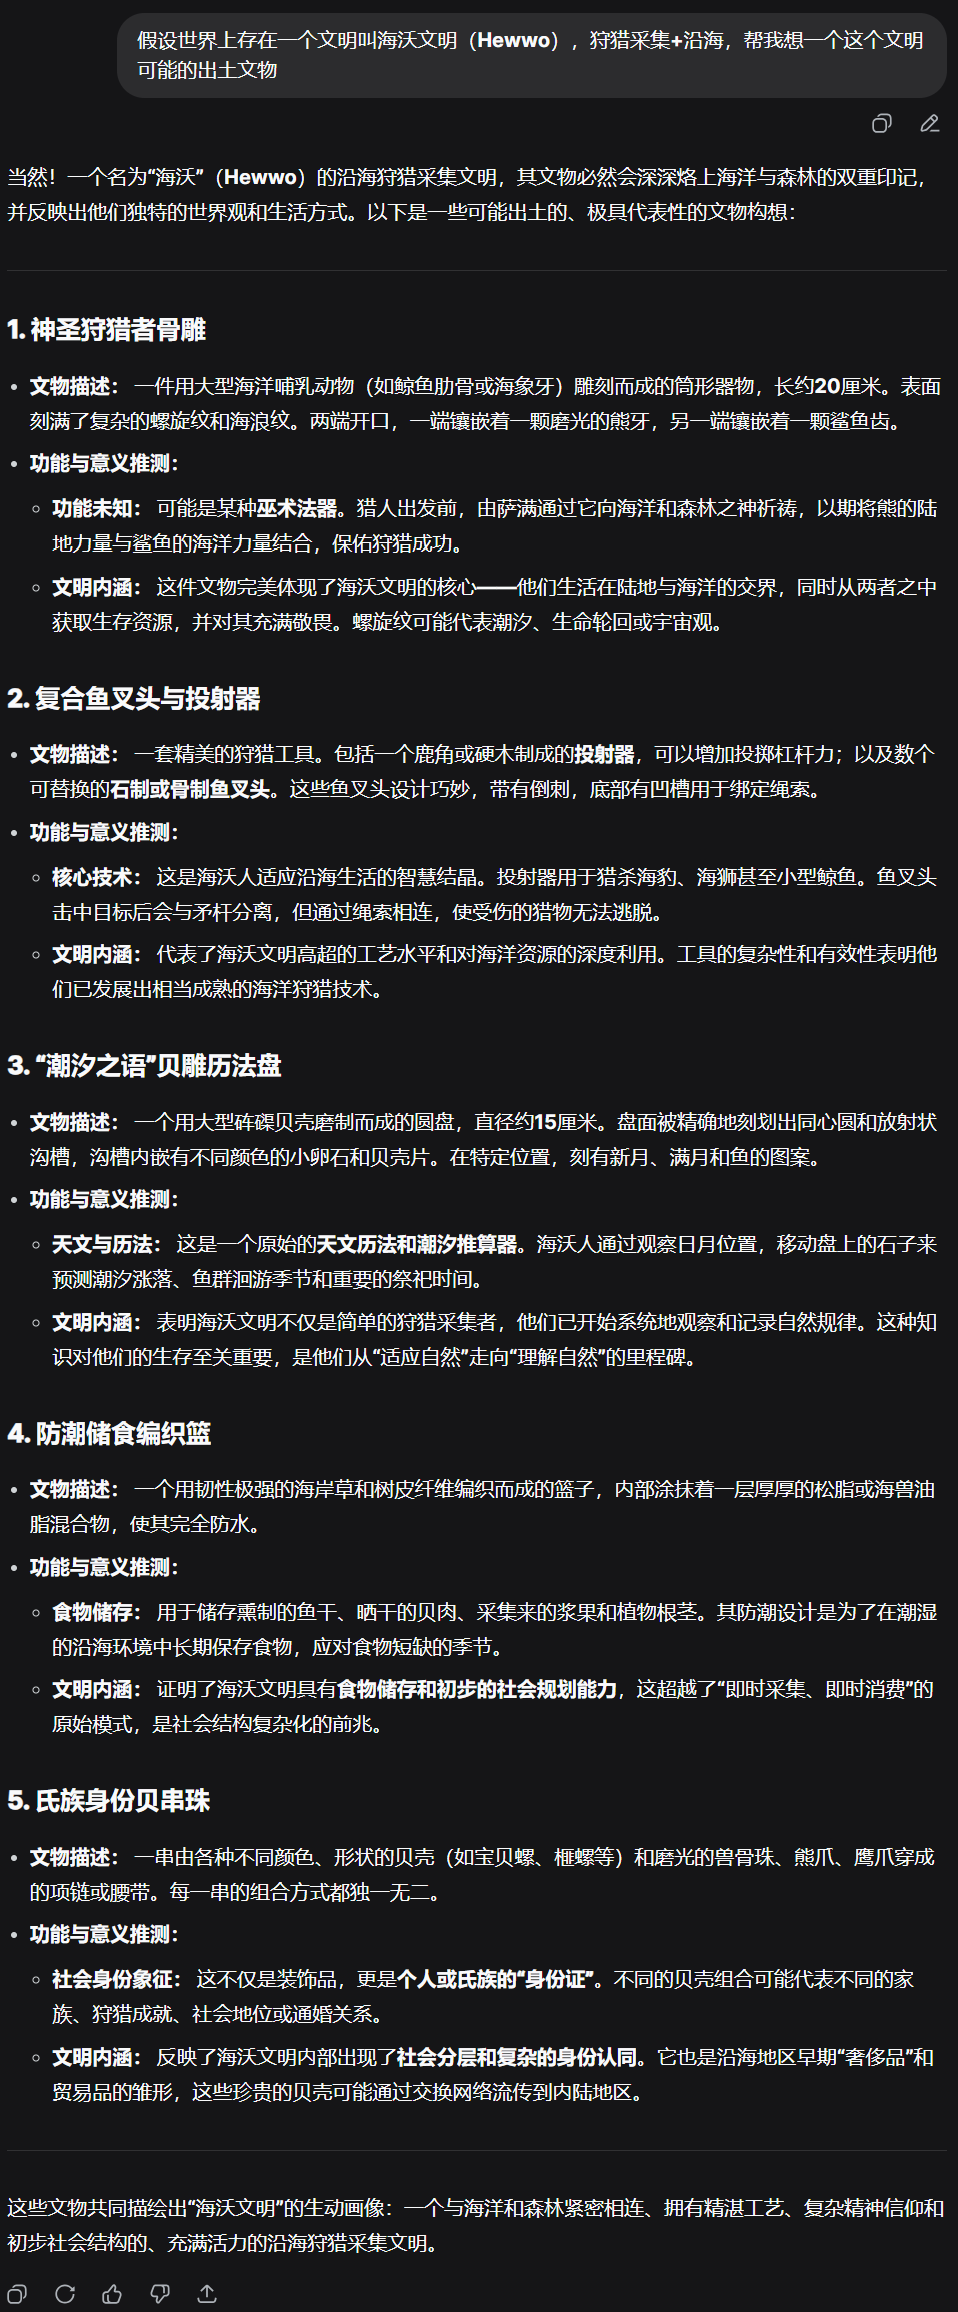 假设世界上存在一个文明叫海沃文明（Hewwo），狩猎采集+沿海，帮我想一个这个文明
可能的出土文物
当然！一个名为“海沃”（Hewwo）的沿海狩猎采集文明，其文物必然会深深烙上海洋与森林的双重印记，
并反映出他们独特的世界观和生活方式。以下是一些可能出土的、极具代表性的文物构想：
1. 神圣狩猎者骨雕
文物描述： 一件用大型海洋哺乳动物（如鲸鱼肋骨或海象牙）雕刻而成的筒形器物，长约20厘米。表面
刻满了复杂的螺旋纹和海浪纹。两端开口，一端镶嵌着一颗磨光的熊牙，另一端镶嵌着一颗鲨鱼齿。
功能与意义推测：
功能未知： 可能是某种巫术法器。猎人出发前，由萨满通过它向海洋和森林之神祈祷，以期将熊的陆
地力量与鲨鱼的海洋力量结合，保佑狩猎成功。
文明内涵： 这件文物完美体现了海沃文明的核心——他们生活在陆地与海洋的交界，同时从两者之中
获取生存资源，并对其充满敬畏。螺旋纹可能代表潮汐、生命轮回或宇宙观。
2. 复合鱼叉头与投射器
文物描述： 一套精美的狩猎工具。包括一个鹿角或硬木制成的投射器，可以增加投掷杠杆力；以及数个
可替换的石制或骨制鱼叉头。这些鱼叉头设计巧妙，带有倒刺，底部有凹槽用于绑定绳索。
功能与意义推测：
核心技术： 这是海沃人适应沿海生活的智慧结晶。投射器用于猎杀海豹、海狮甚至小型鲸鱼。鱼叉头
击中目标后会与矛杆分离，但通过绳索相连，使受伤的猎物无法逃脱。
文明内涵： 代表了海沃文明高超的工艺水平和对海洋资源的深度利用。工具的复杂性和有效性表明他
们已发展出相当成熟的海洋狩猎技术。
3. “潮汐之语”贝雕历法盘
文物描述： 一个用大型砗磲贝壳磨制而成的圆盘，直径约15厘米。盘面被精确地刻划出同心圆和放射状
沟槽，沟槽内嵌有不同颜色的小卵石和贝壳片。在特定位置，刻有新月、满月和鱼的图案。
功能与意义推测：
天文与历法： 这是一个原始的天文历法和潮汐推算器。海沃人通过观察日月位置，移动盘上的石子来
预测潮汐涨落、鱼群洄游季节和重要的祭祀时间。
文明内涵： 表明海沃文明不仅是简单的狩猎采集者，他们已开始系统地观察和记录自然规律。这种知
识对他们的生存至关重要，是他们从“适应自然”走向“理解自然”的里程碑。
4. 防潮储食编织篮
文物描述： 一个用韧性极强的海岸草和树皮纤维编织而成的篮子，内部涂抹着一层厚厚的松脂或海兽油
脂混合物，使其完全防水。
功能与意义推测：
食物储存： 用于储存熏制的鱼干、晒干的贝肉、采集来的浆果和植物根茎。其防潮设计是为了在潮湿
的沿海环境中长期保存食物，应对食物短缺的季节。
文明内涵： 证明了海沃文明具有食物储存和初步的社会规划能力，这超越了“即时采集、即时消费”的
原始模式，是社会结构复杂化的前兆。
5. 氏族身份贝串珠
文物描述： 一串由各种不同颜色、形状的贝壳（如宝贝螺、榧螺等）和磨光的兽骨珠、熊爪、鹰爪穿成
的项链或腰带。每一串的组合方式都独一无二。
功能与意义推测：
社会身份象征： 这不仅是装饰品，更是个人或氏族的“身份证”。不同的贝壳组合可能代表不同的家
族、狩猎成就、社会地位或通婚关系。
文明内涵： 反映了海沃文明内部出现了社会分层和复杂的身份认同。它也是沿海地区早期“奢侈品”和
贸易品的雏形，这些珍贵的贝壳可能通过交换网络流传到内陆地区。
这些文物共同描绘出“海沃文明”的生动画像：一个与海洋和森林紧密相连、拥有精湛工艺、复杂精神信仰和
初步社会结构的、充满活力的沿海狩猎采集文明。